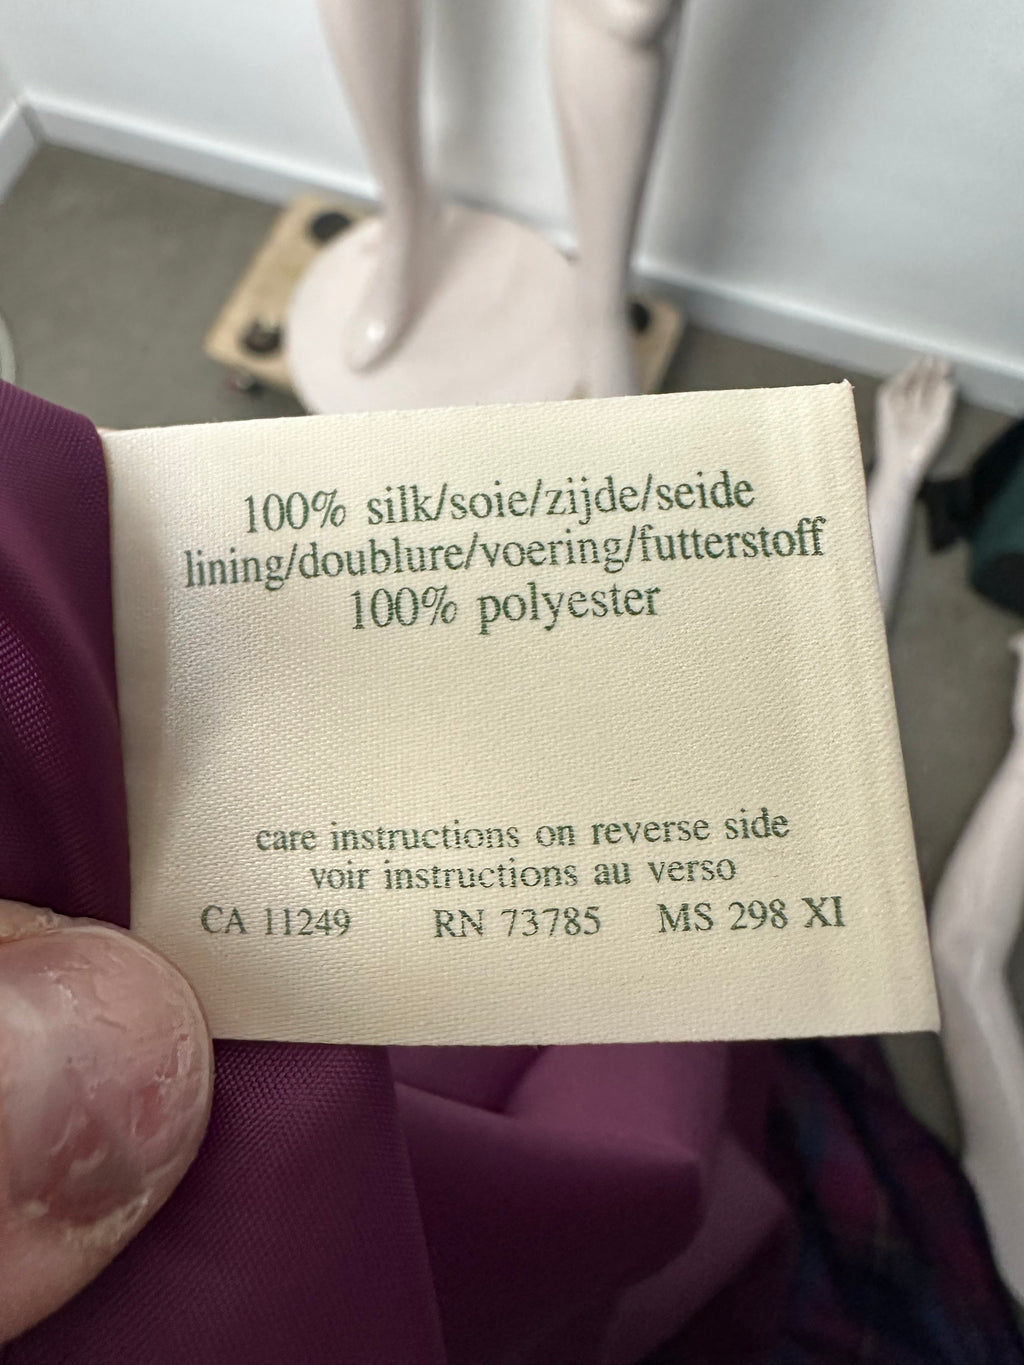 100% silk/soie/zijde/seide
lining/doublure/voering/futterstoff
100% polyester
care instructions on reverse side
voir instructions au verso
CA 11249 RN 73785 MS 298 XI